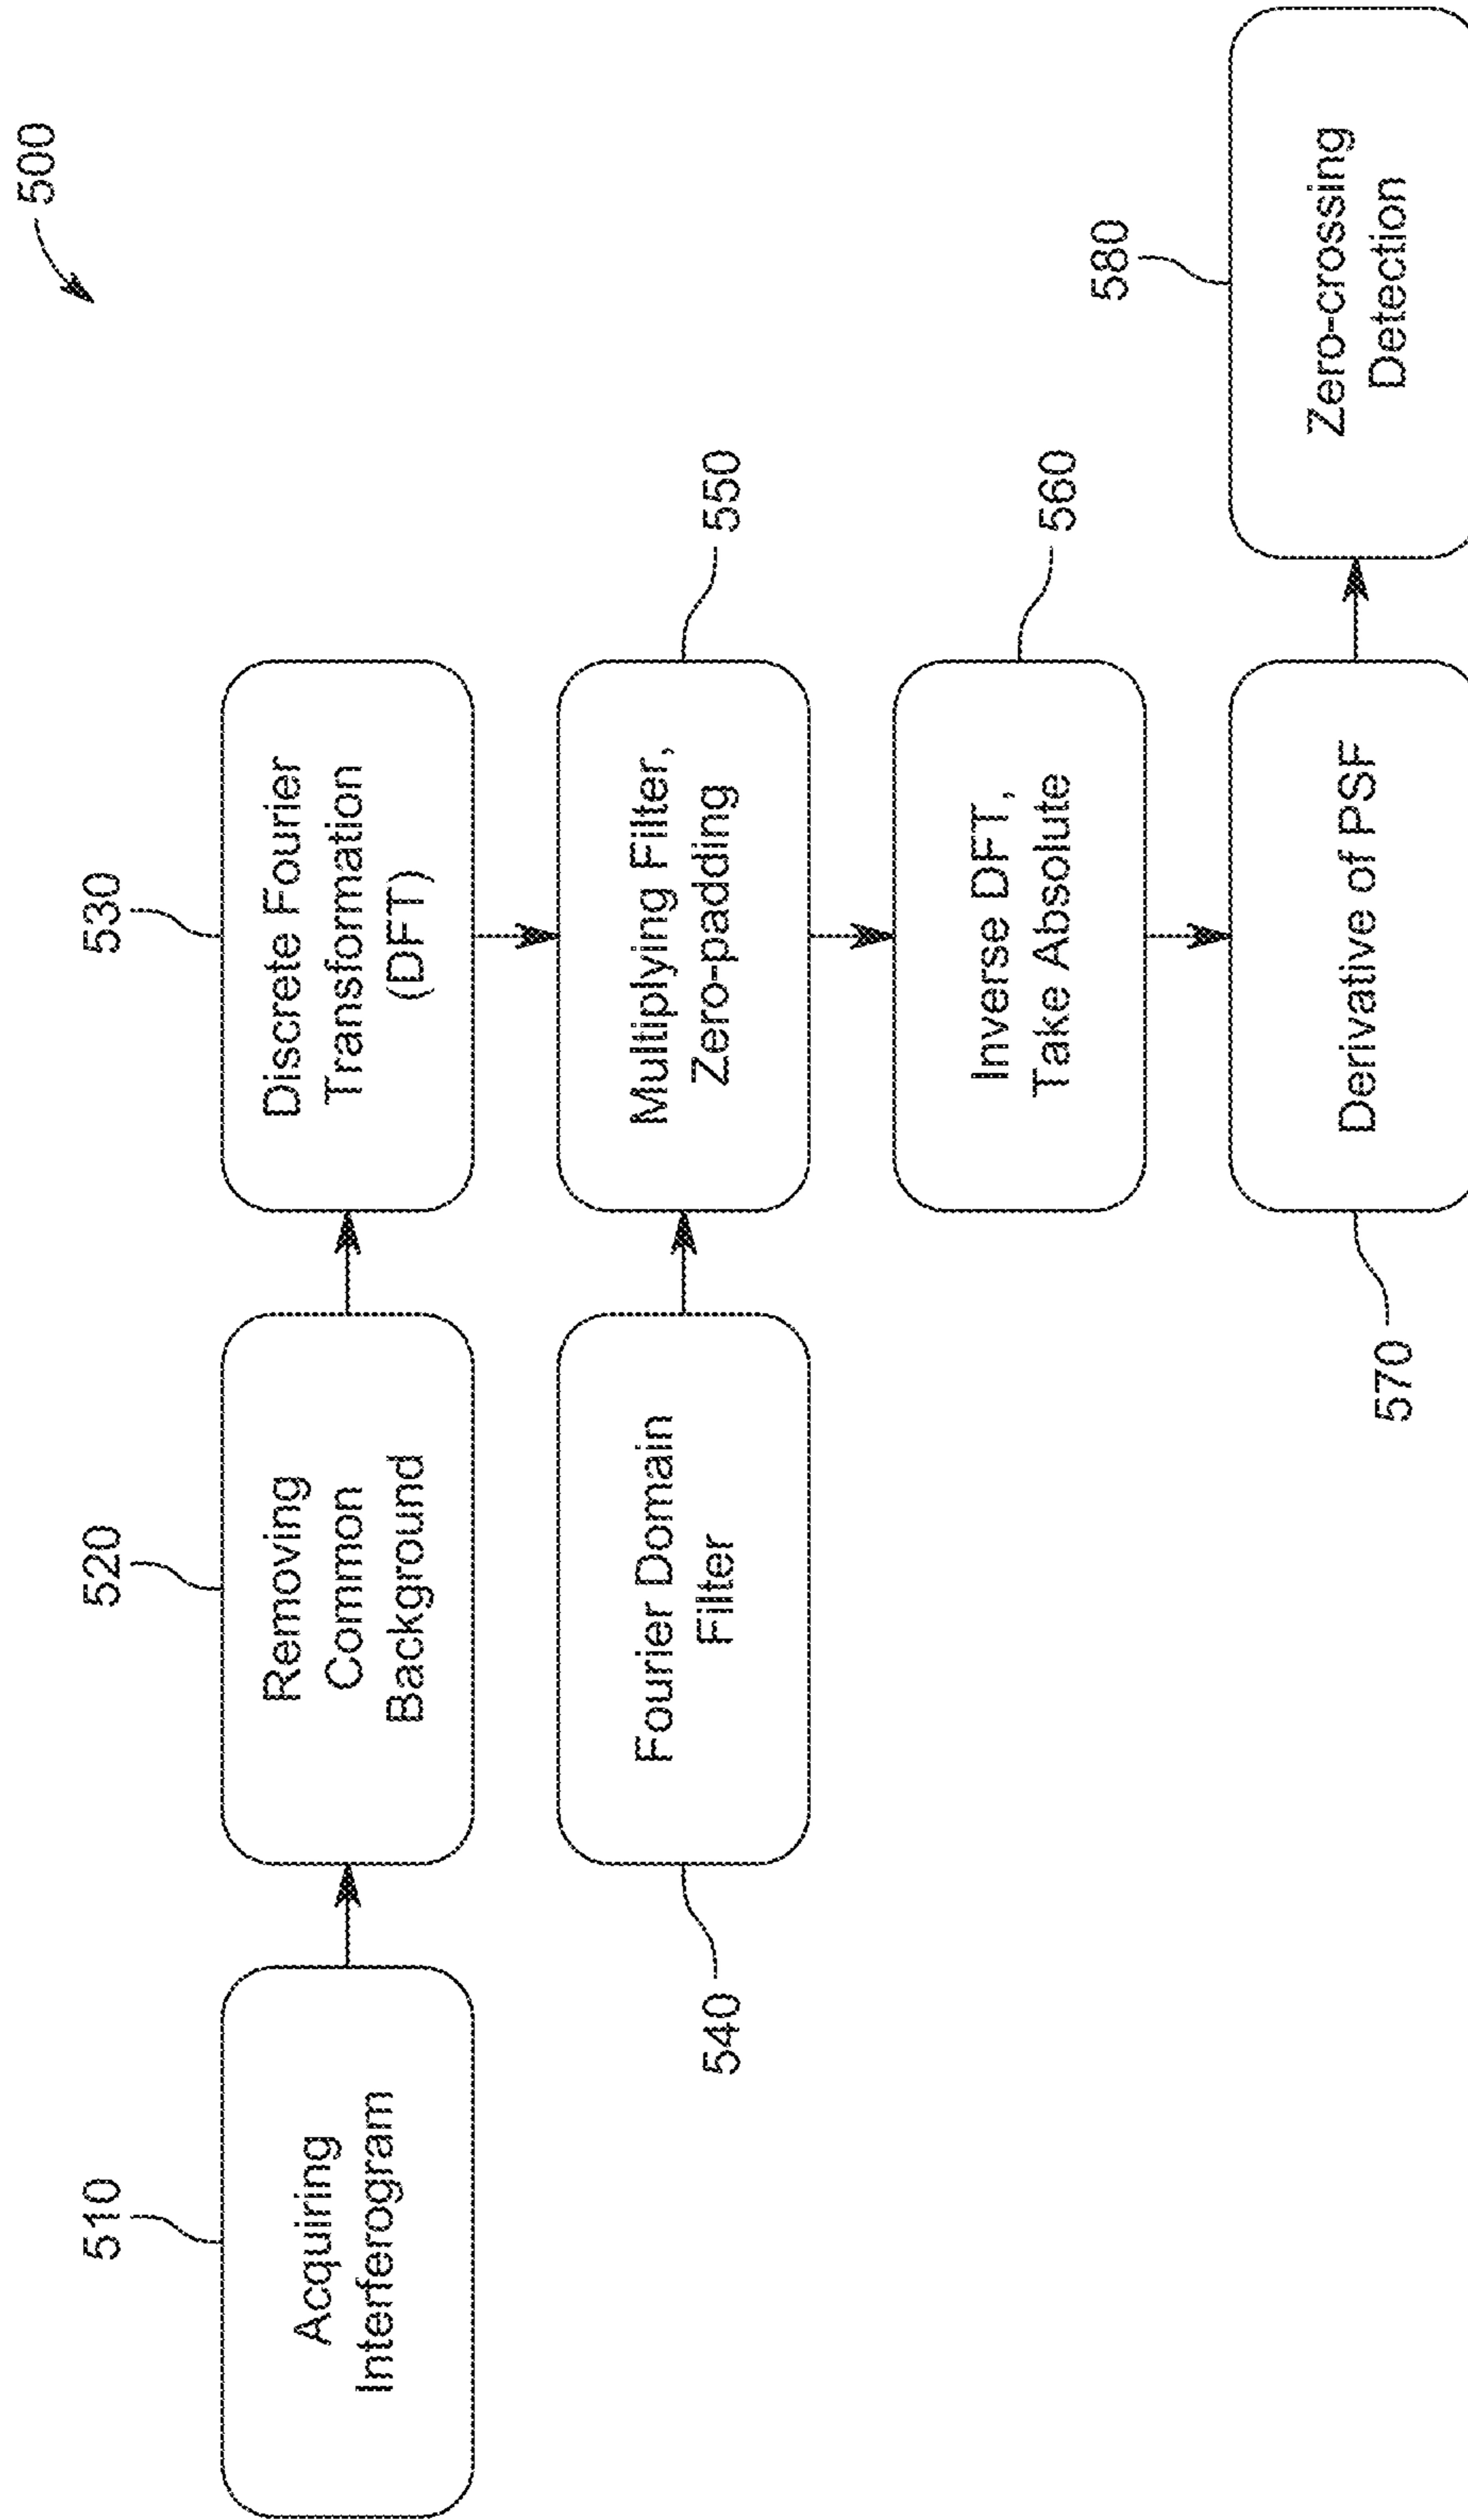 500
510
Acquiring
Interferogram
520
Removing
Common
Background
530
Discrete Fourier
Transformation
(DFT)
540
Fourier Domain
Filter
550
Multiplying Filter,
Zero-padding
560
Inverse DFT,
Take Absolute
570
Derivative of PSF
580
Zero-crossing
Detection